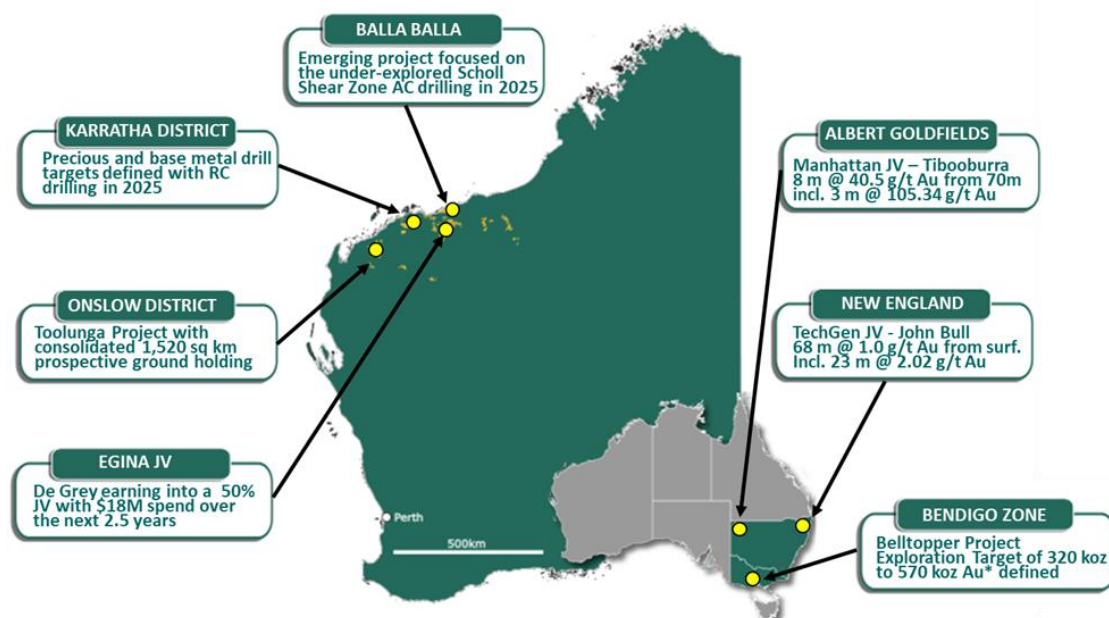 BALLA BALLA
Emerging project focused on
the under-explored Scholl
Shear Zone AC drilling in 2025
KARRATHA DISTRICT
Precious and base metal drill
targets defined with RC
drilling in 2025
ALBERT GOLDFIELDS
Manhattan JV – Tibooburra
8 m @ 40.5 g/t Au from 70m
incl. 3 m @ 105.34 g/t Au
ONSLOW DISTRICT
Toolunga Project with
consolidated 1,520 sq km
prospective ground holding
NEW ENGLAND
TechGen JV - John Bull
68 m @ 1.0 g/t Au from surf.
Incl. 23 m @ 2.02 g/t Au
EGINA JV
De Grey earning into a 50%
JV with $18M spend over
the next 2.5 years
Perth
500km
BENDIGO ZONE
Belltopper Project
Exploration Target of 320 koz
to 570 koz Au* defined